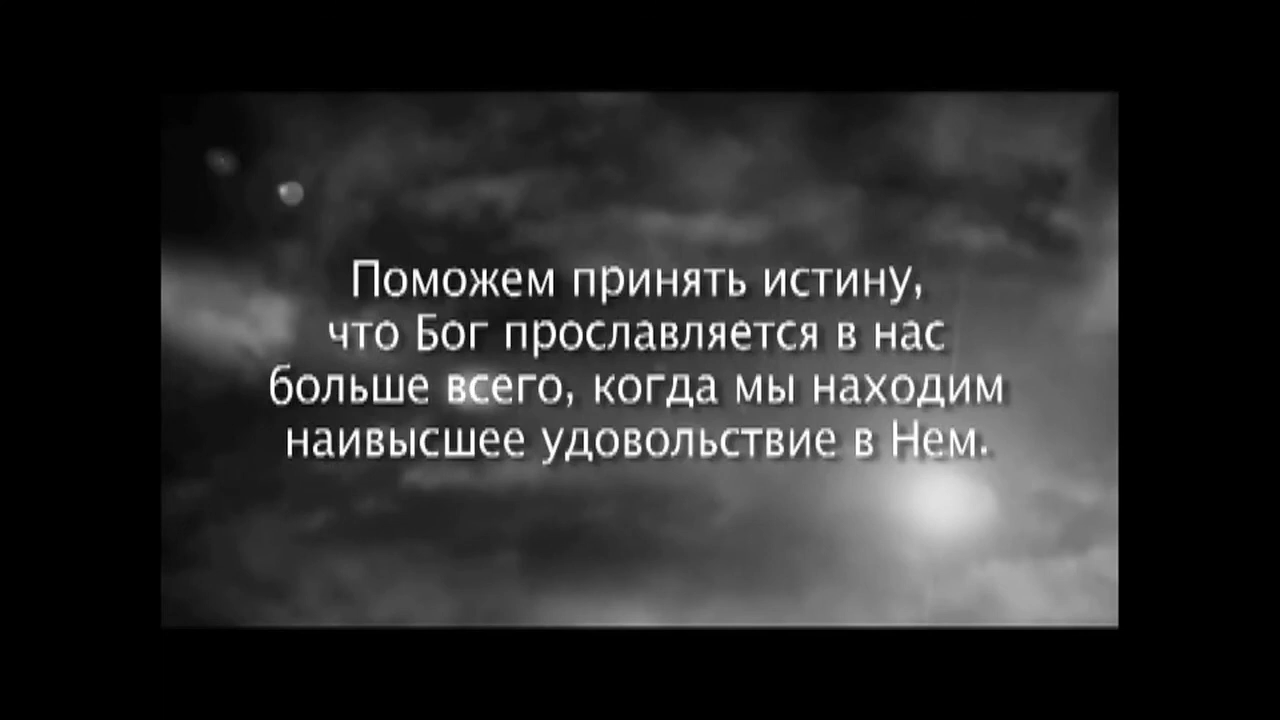 Поможем принять истину,
что Бог прославляется в нас
больше всего, когда мы находим
наивысшее удовольствие в Нем.